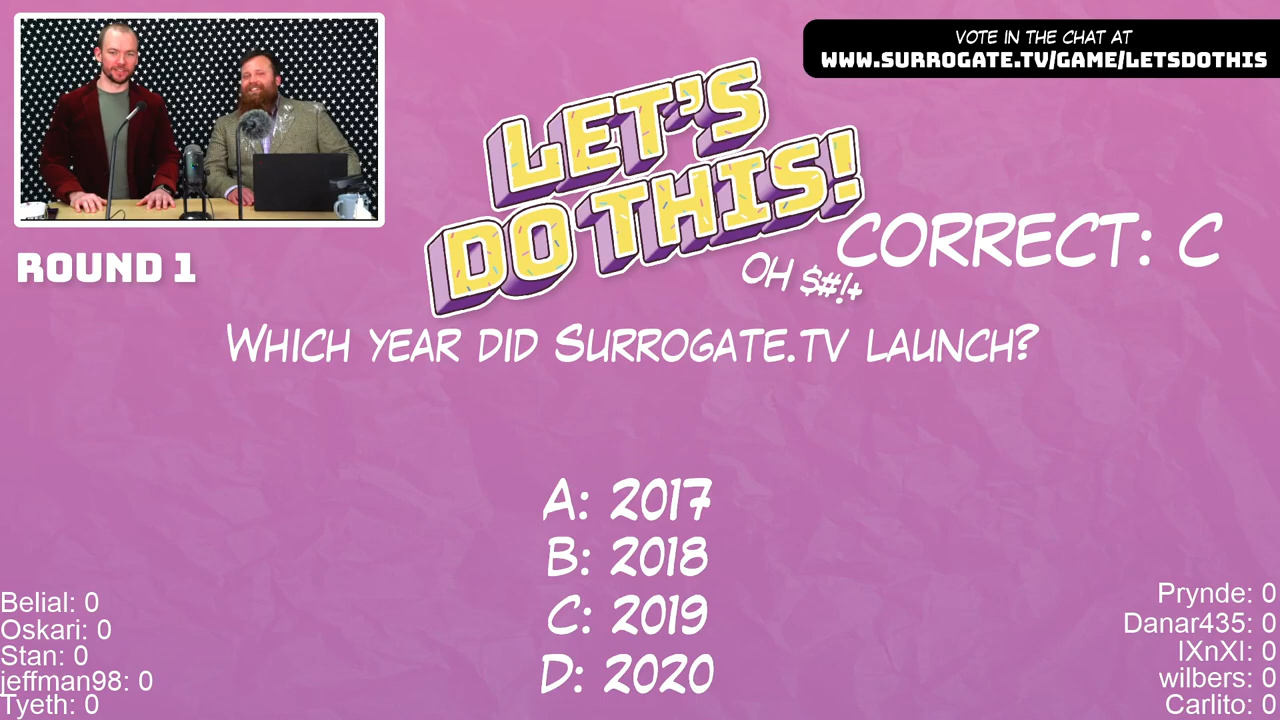 VOTE IN THE CHAT AT
WWW.SURROGATE.TV/GAME/LETSDOTHIS
LET'S
DO THIS!
OH $#!+
CORRECT: C
ROUND 1
WHICH YEAR DID SURROGATE.TV LAUNCH?
A: 2017
B: 2018
C: 2019
D: 2020
Belial: 0
Oskari: 0
Stan: 0
jeffman98: 0
Tyeth: 0
Prynde: 0
Danar435: 0
IXnXI: 0
wilbers: 0
Carlito: 0